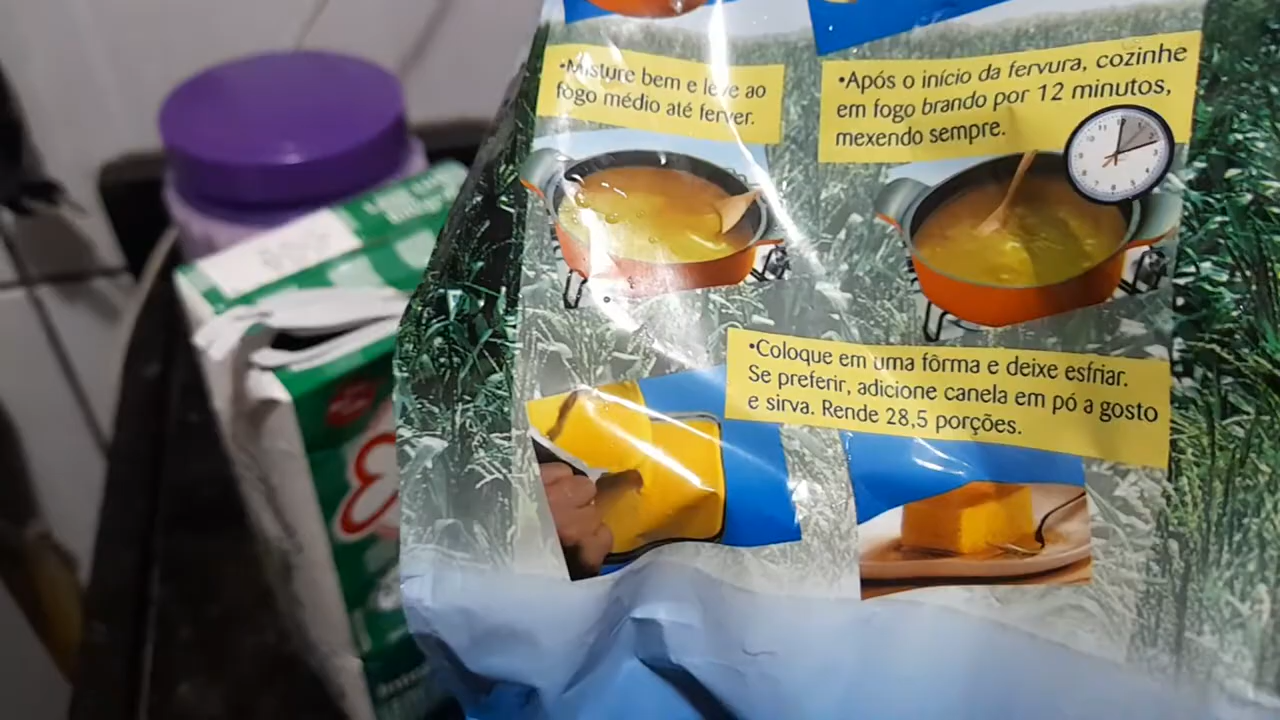 •Misture bem e leve ao
fogo médio até ferver.
•Após o início da fervura, cozinhe
em fogo brando por 12 minutos,
mexendo sempre.
•Coloque em uma fôrma e deixe esfriar.
Se preferir, adicione canela em pó a gosto
e sirva. Rende 28,5 porções.